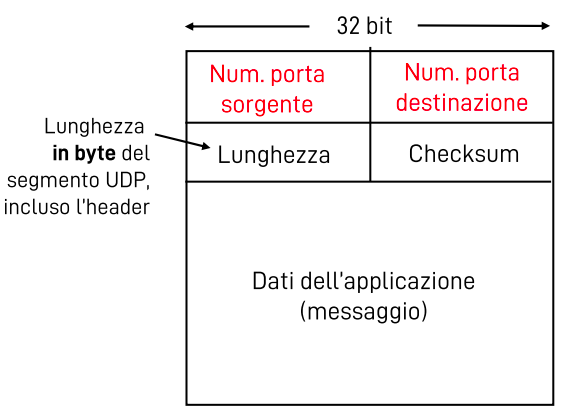 32 bit
Num. porta
sorgente
Num. porta
destinazione
Lunghezza
in byte del
segmento UDP,
incluso l'header
Lunghezza
Checksum
Dati dell'applicazione
(messaggio)